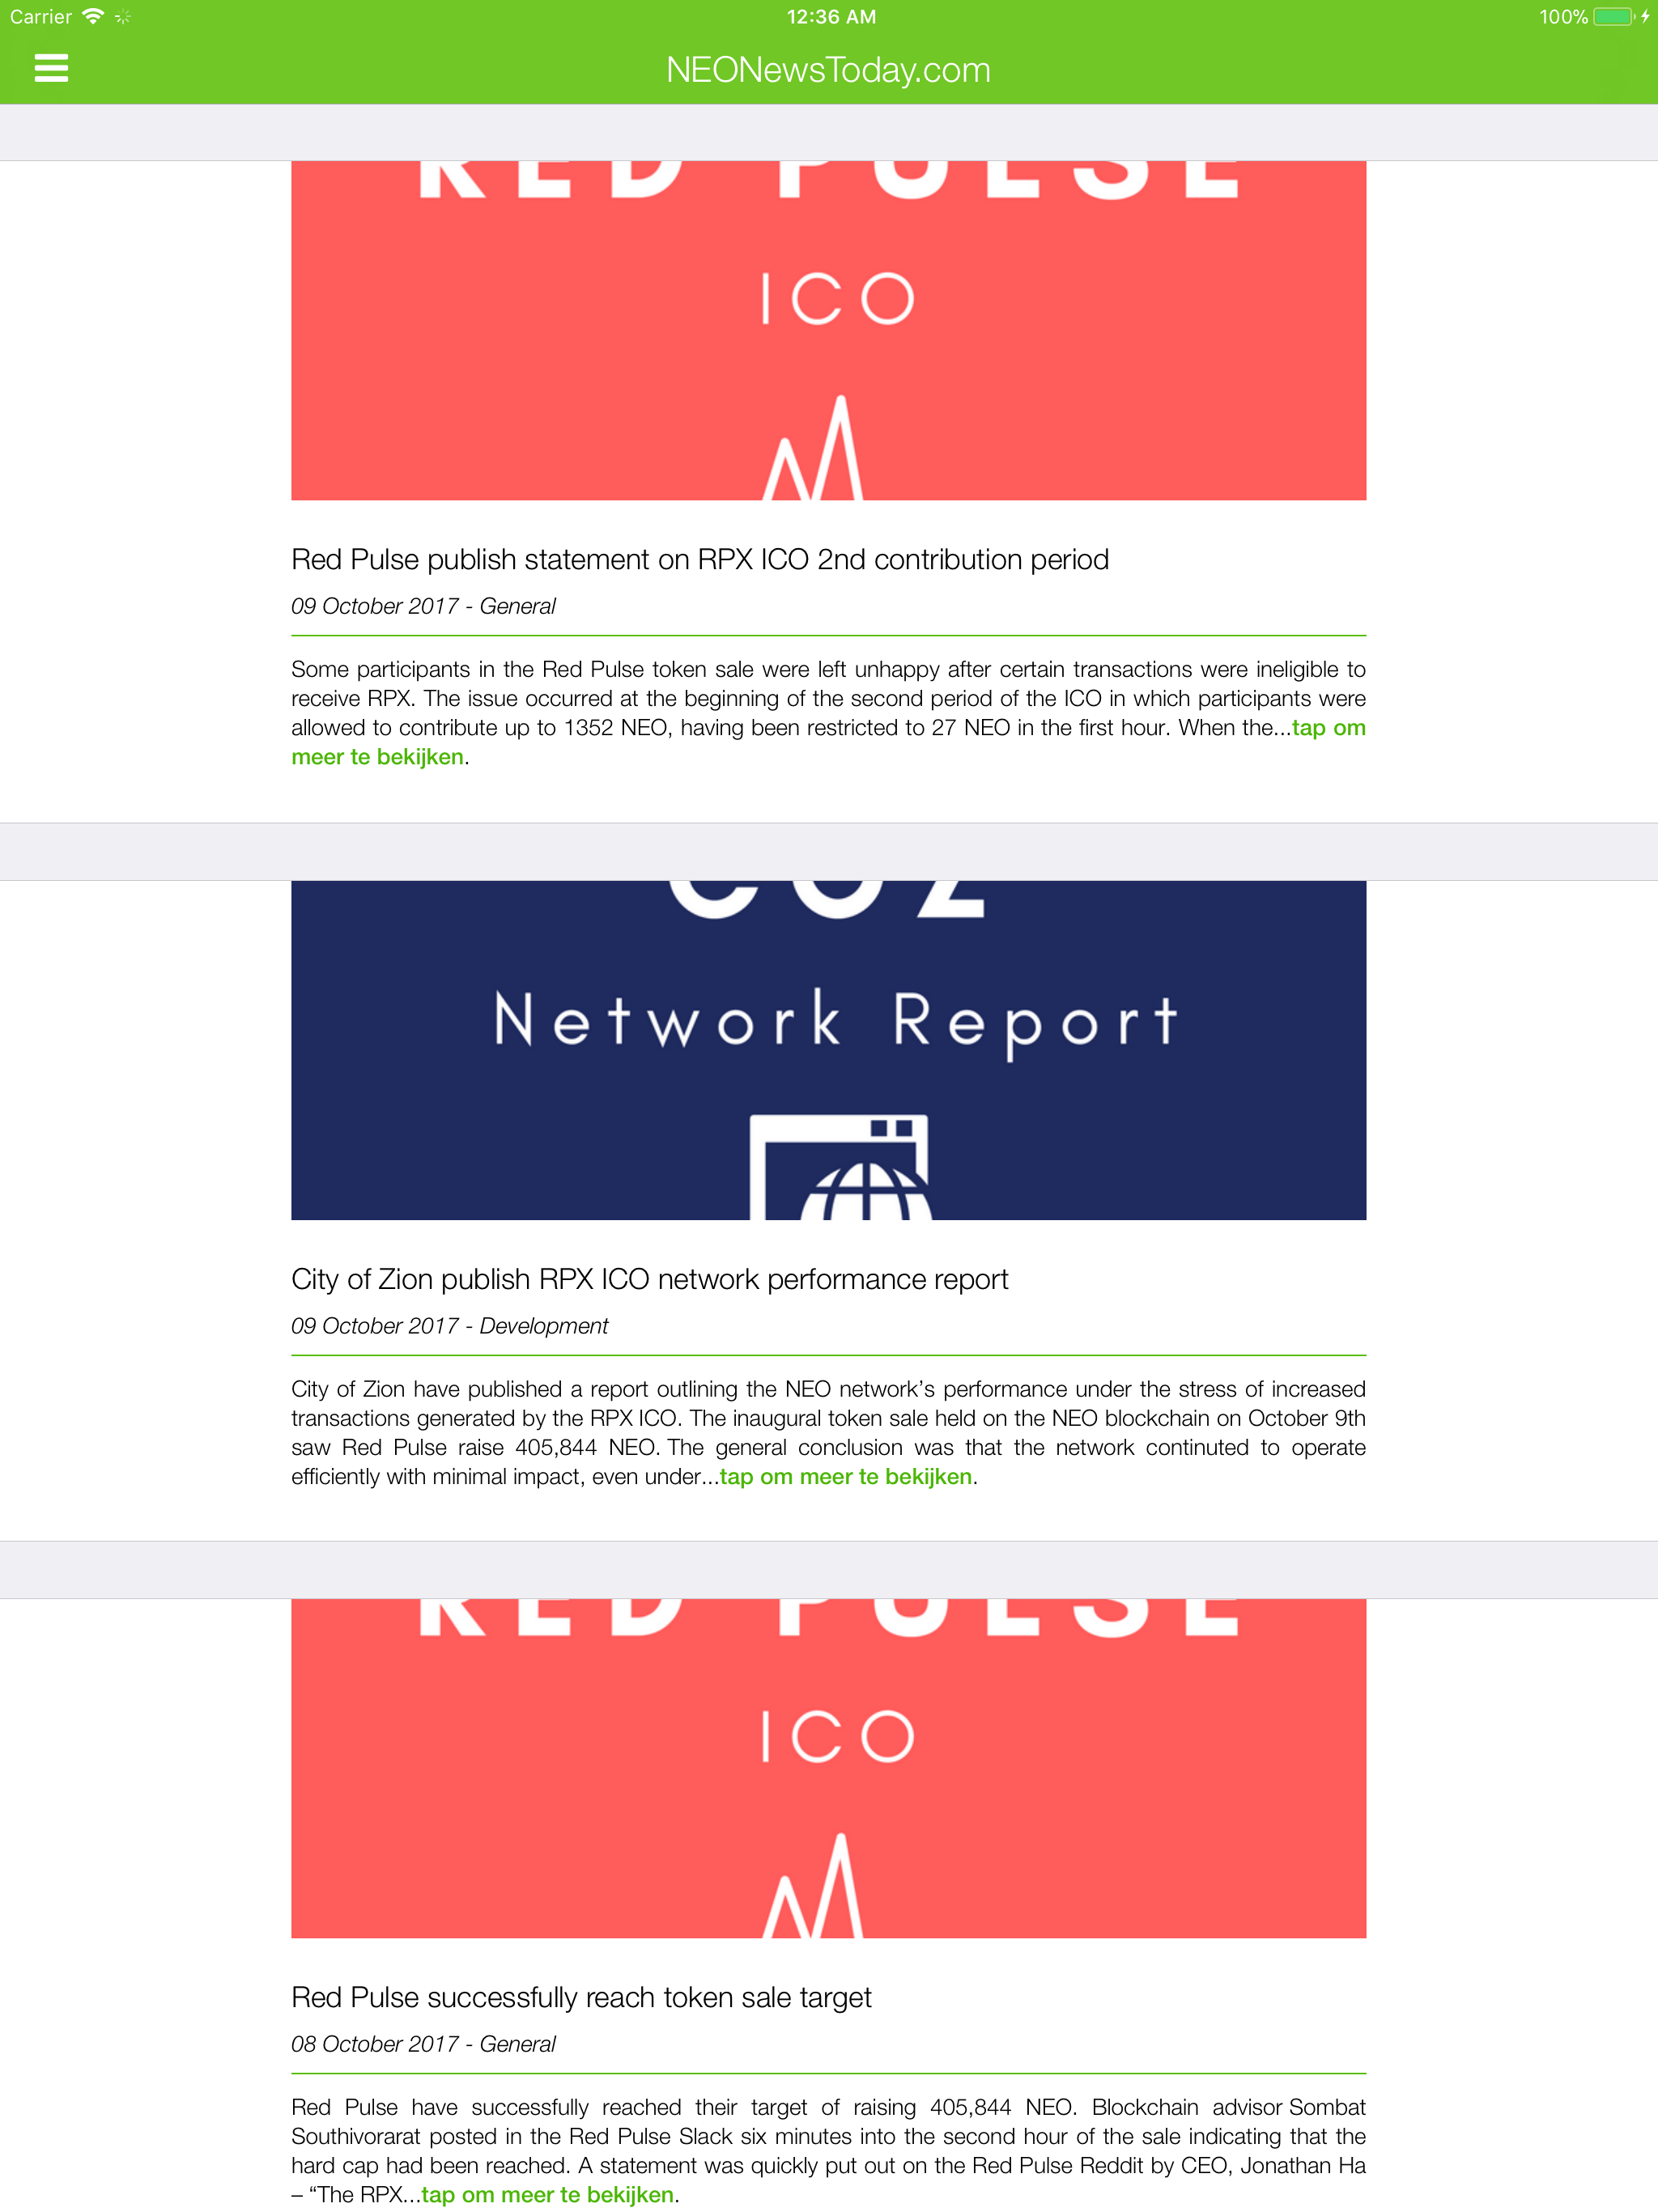 Carrier 12:36 AM 100%
NEONewsToday.com
RED PULSE
ICO
Red Pulse publish statement on RPX ICO 2nd contribution period
09 October 2017 - General
Some participants in the Red Pulse token sale were left unhappy after certain transactions were ineligible to
receive RPX. The issue occurred at the beginning of the second period of the ICO in which participants were
allowed to contribute up to 1352 NEO, having been restricted to 27 NEO in the first hour. When the...tap om
meer te bekijken.
COZ
Network Report
City of Zion publish RPX ICO network performance report
09 October 2017 - Development
City of Zion have published a report outlining the NEO network’s performance under the stress of increased
transactions generated by the RPX ICO. The inaugural token sale held on the NEO blockchain on October 9th
saw Red Pulse raise 405,844 NEO. The general conclusion was that the network continuted to operate
efficiently with minimal impact, even under...tap om meer te bekijken.
RED PULSE
ICO
Red Pulse successfully reach token sale target
08 October 2017 - General
Red Pulse have successfully reached their target of raising 405,844 NEO. Blockchain advisor Sombat
Southivorarat posted in the Red Pulse Slack six minutes into the second hour of the sale indicating that the
hard cap had been reached. A statement was quickly put out on the Red Pulse Reddit by CEO, Jonathan Ha
– “The RPX...tap om meer te bekijken.